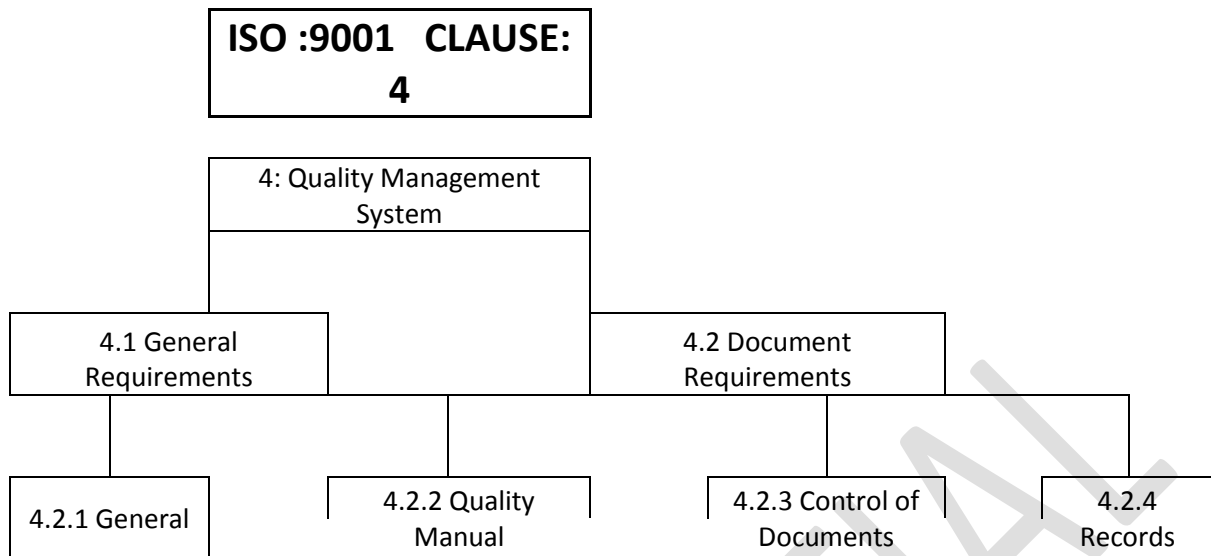 ISO :9001 CLAUSE:
4
4: Quality Management
System
4.1 General
Requirements
4.2 Document
Requirements
4.2.1 General
4.2.2 Quality
Manual
4.2.3 Control of
Documents
4.2.4
Records